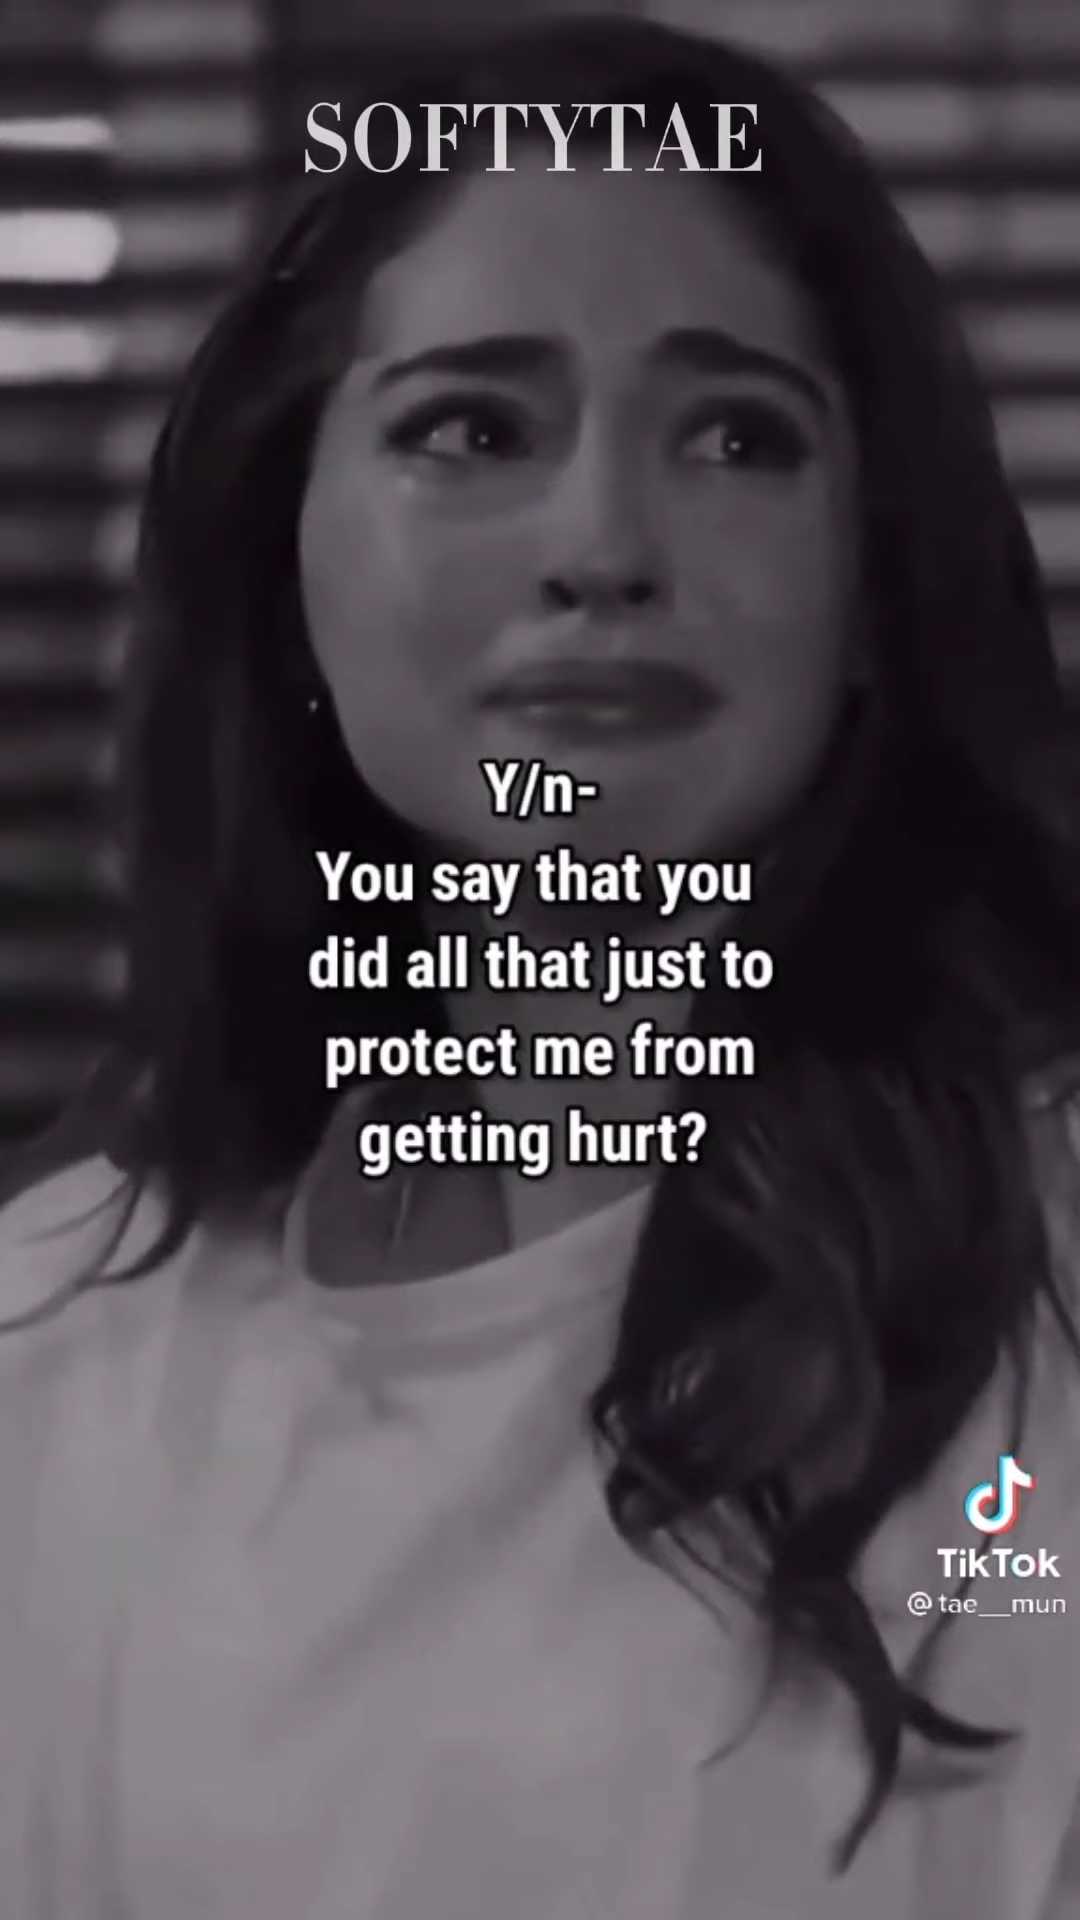 SOFTYTAE
Y/n-
You say that you
did all that just to
protect me from
getting hurt?
TikTok
@tae__mun